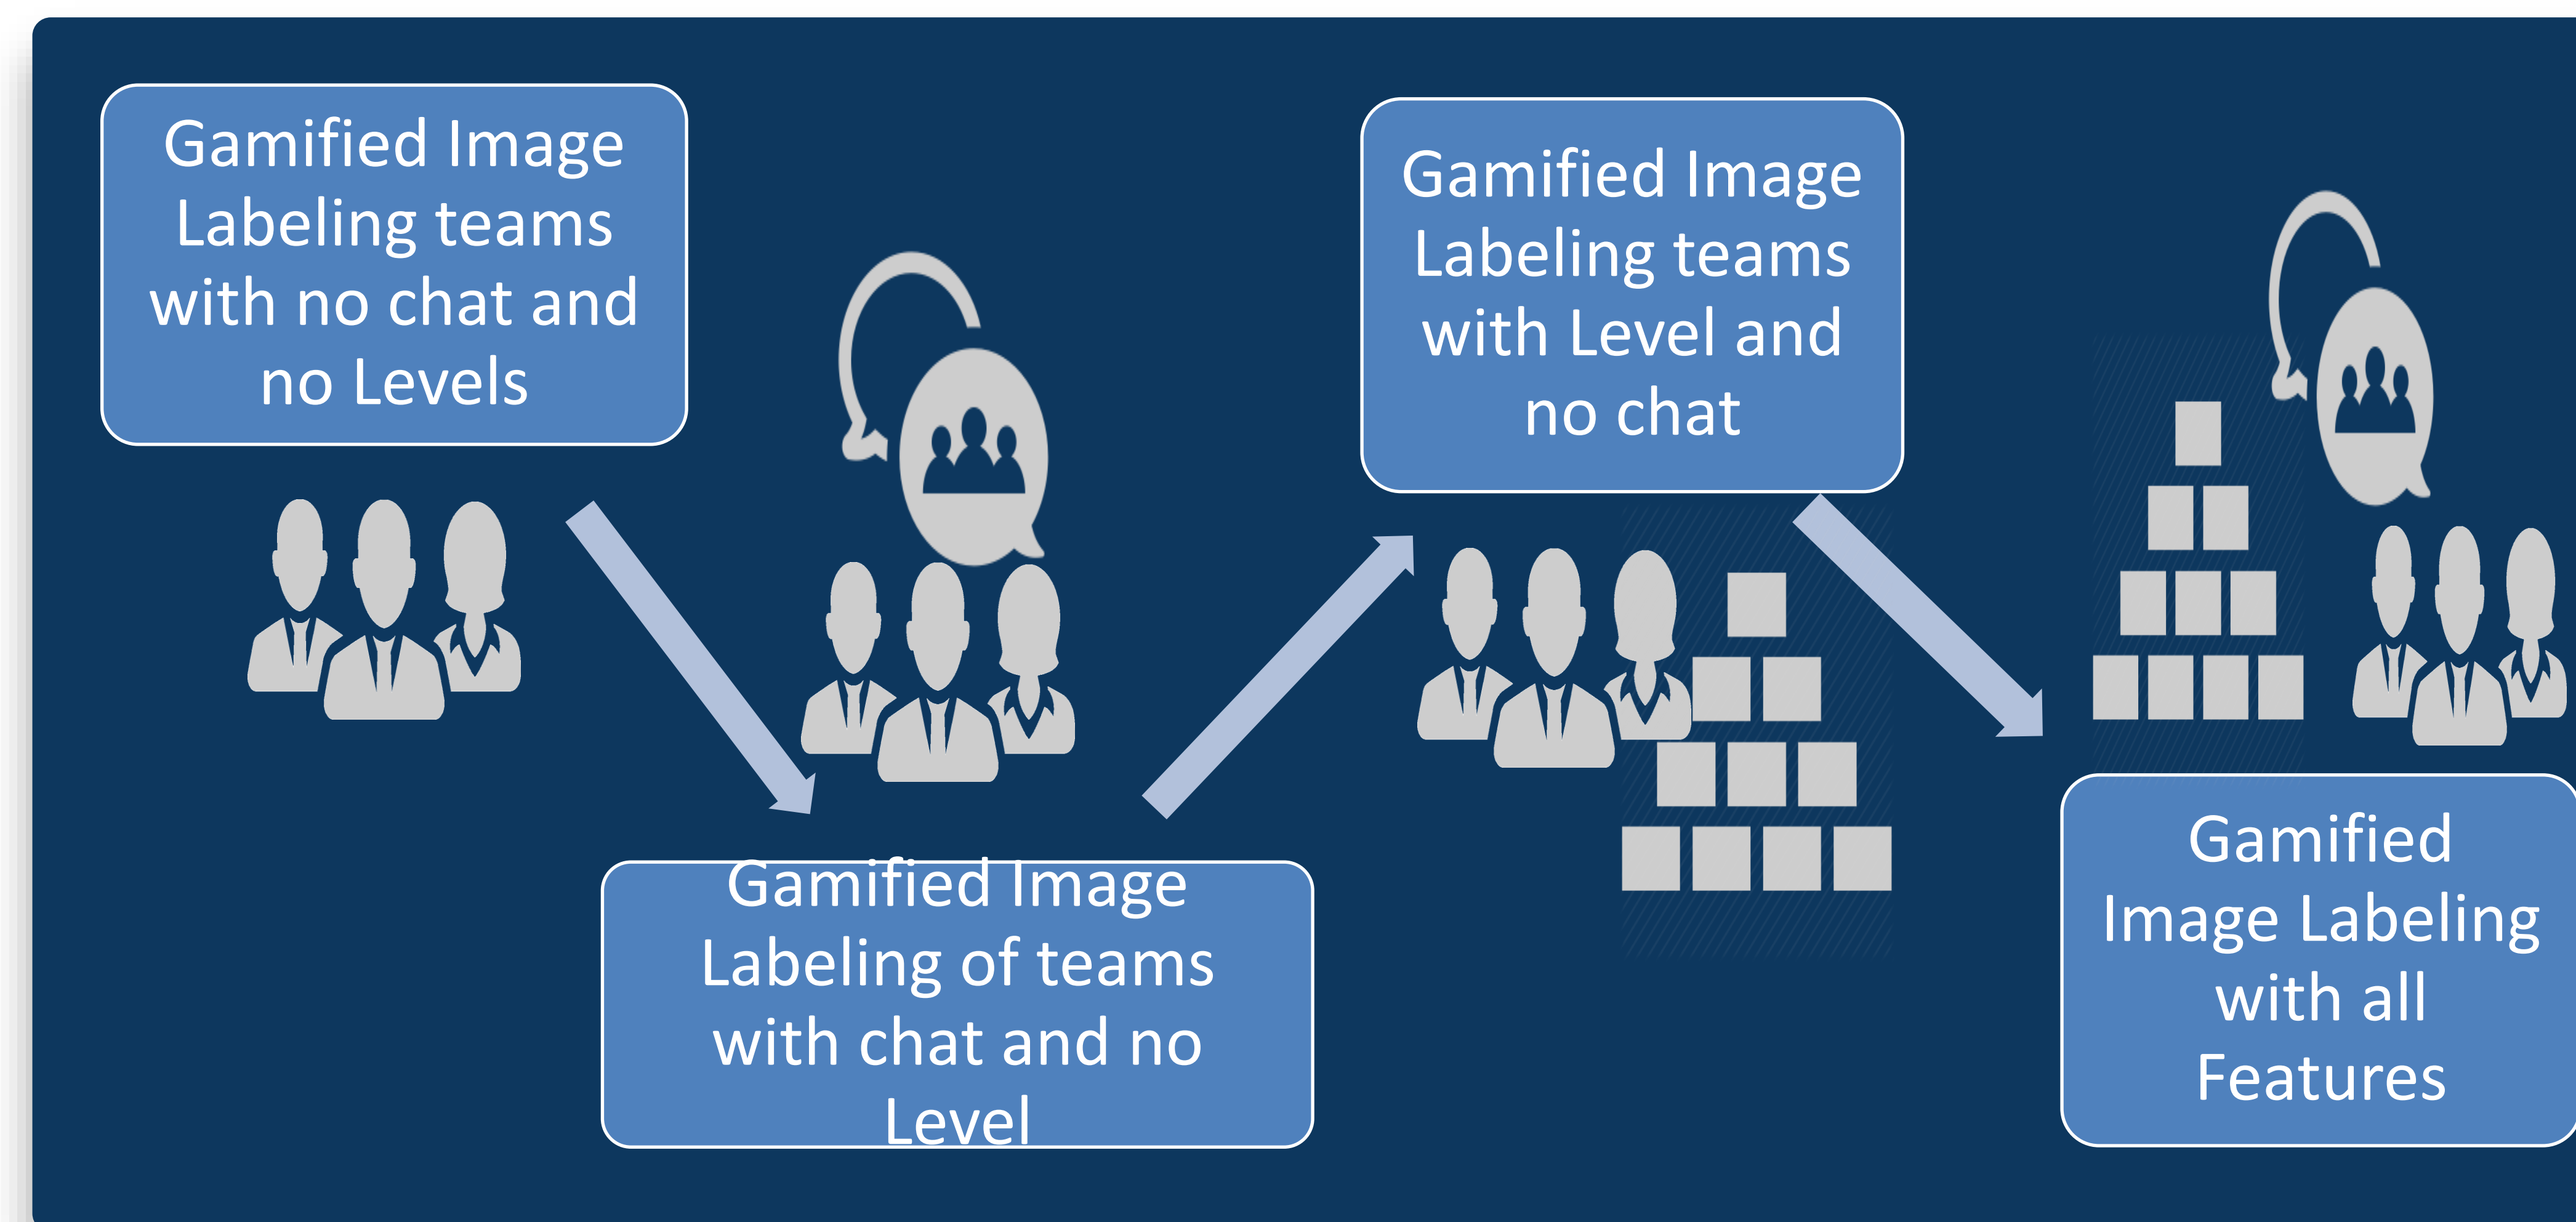 Gamified Image
Labeling teams
with no chat and
no Levels
Gamified Image
Labeling of teams
with chat and no
Level
Gamified Image
Labeling teams
with Level and
no chat
Gamified
Image Labeling
with all
Features